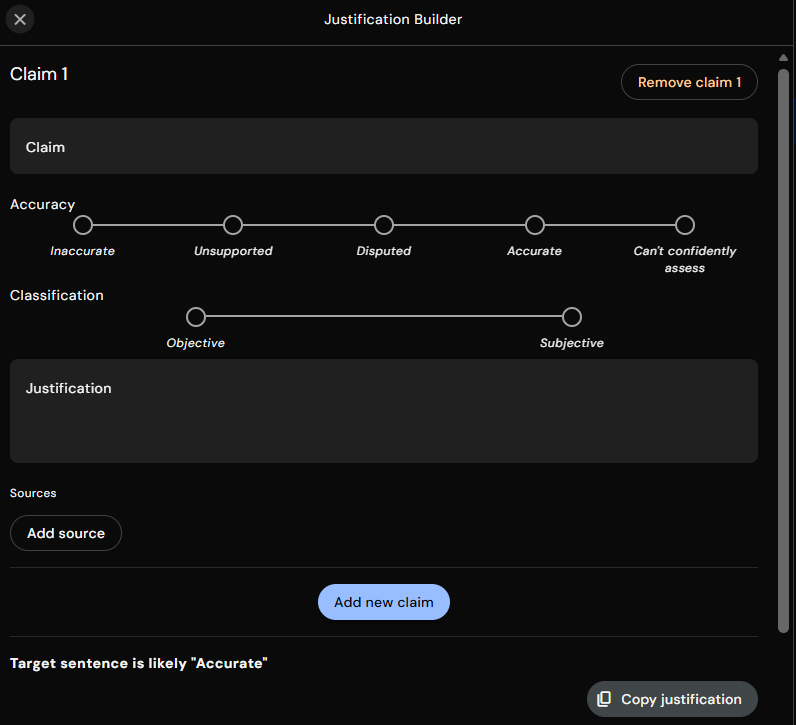 Justification Builder
Claim 1
Remove claim 1
Claim
Accuracy
Inaccurate
Unsupported
Disputed
Accurate
Can't confidently
assess
Classification
Objective
Subjective
Justification
Sources
Add source
Add new claim
Target sentence is likely "Accurate"
Copy justification